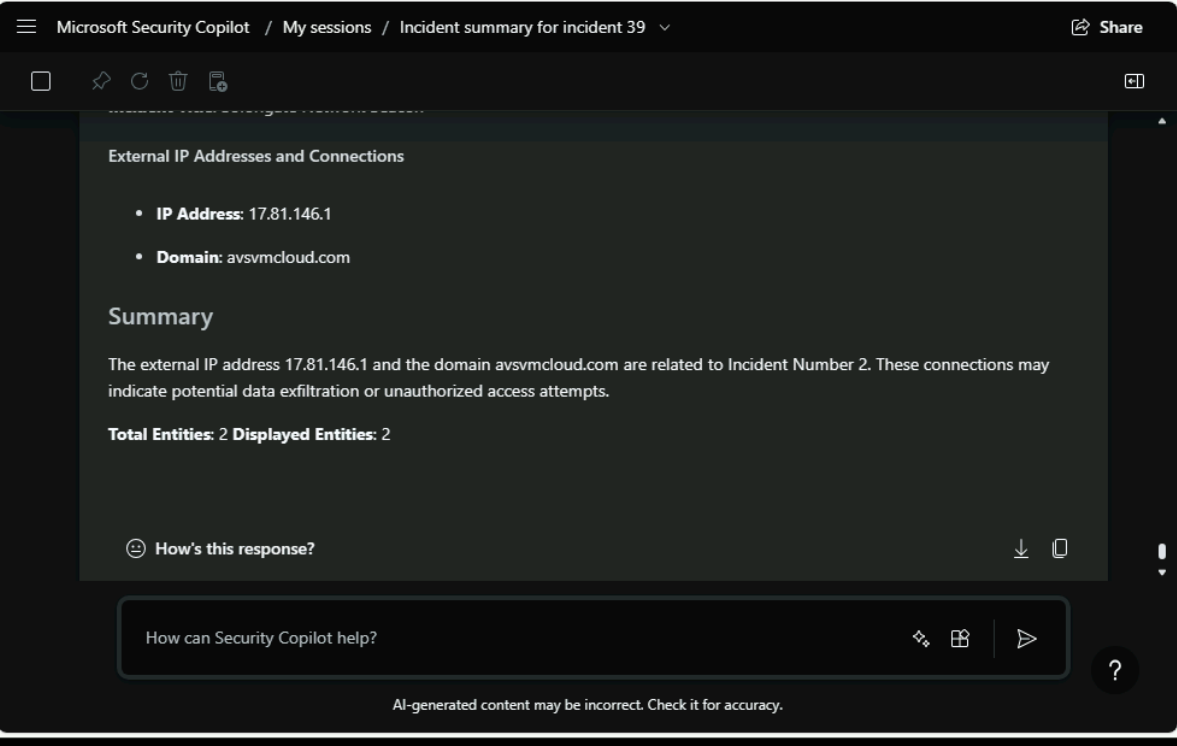 Microsoft Security Copilot / My sessions / Incident summary for incident 39
Share
External IP Addresses and Connections
• IP Address: 17.81.146.1
• Domain: avsvmcloud.com
Summary
The external IP address 17.81.146.1 and the domain avsvmcloud.com are related to Incident Number 2. These connections may
indicate potential data exfiltration or unauthorized access attempts.
Total Entities: 2 Displayed Entities: 2
How's this response?
How can Security Copilot help?
?
AI-generated content may be incorrect. Check it for accuracy.